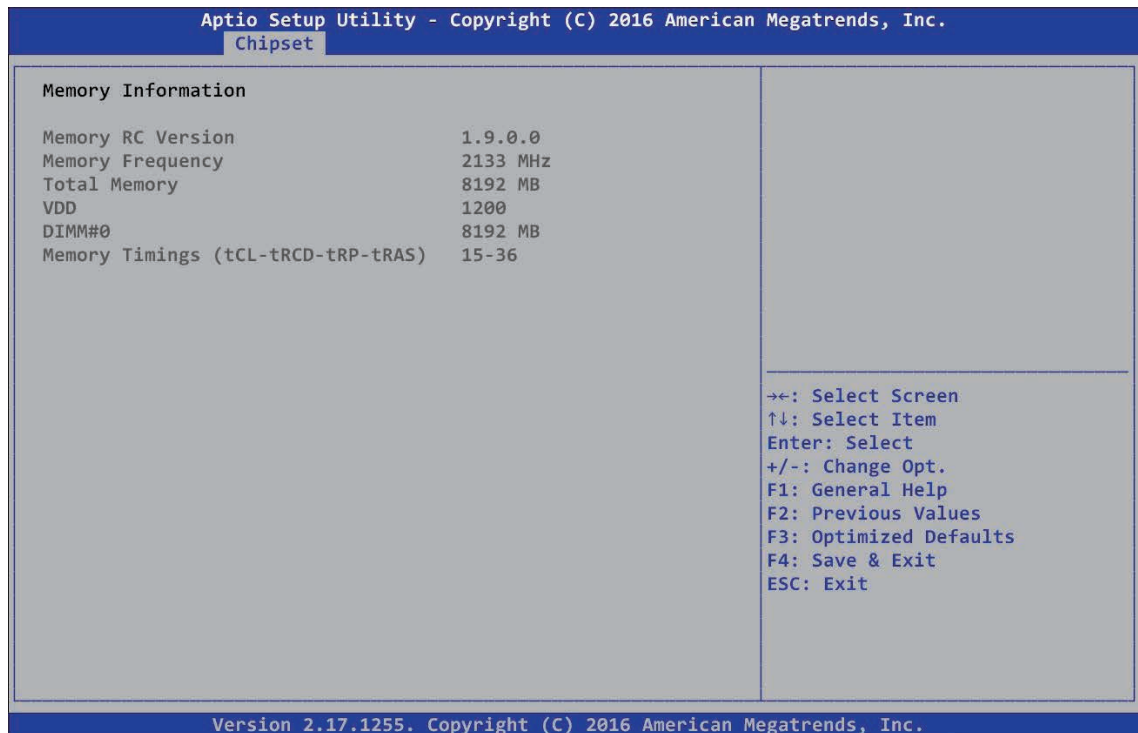 Aptio Setup Utility - Copyright (C) 2016 American Megatrends, Inc.
Chipset
Memory Information
Memory RC Version 1.9.0.0
Memory Frequency 2133 MHz
Total Memory 8192 MB
VDD 1200
DIMM#0 8192 MB
Memory Timings (tCL-tRCD-tRP-tRAS) 15-36
→←: Select Screen
↑↓: Select Item
Enter: Select
+/-: Change Opt.
F1: General Help
F2: Previous Values
F3: Optimized Defaults
F4: Save & Exit
ESC: Exit
Version 2.17.1255. Copyright (C) 2016 American Megatrends, Inc.